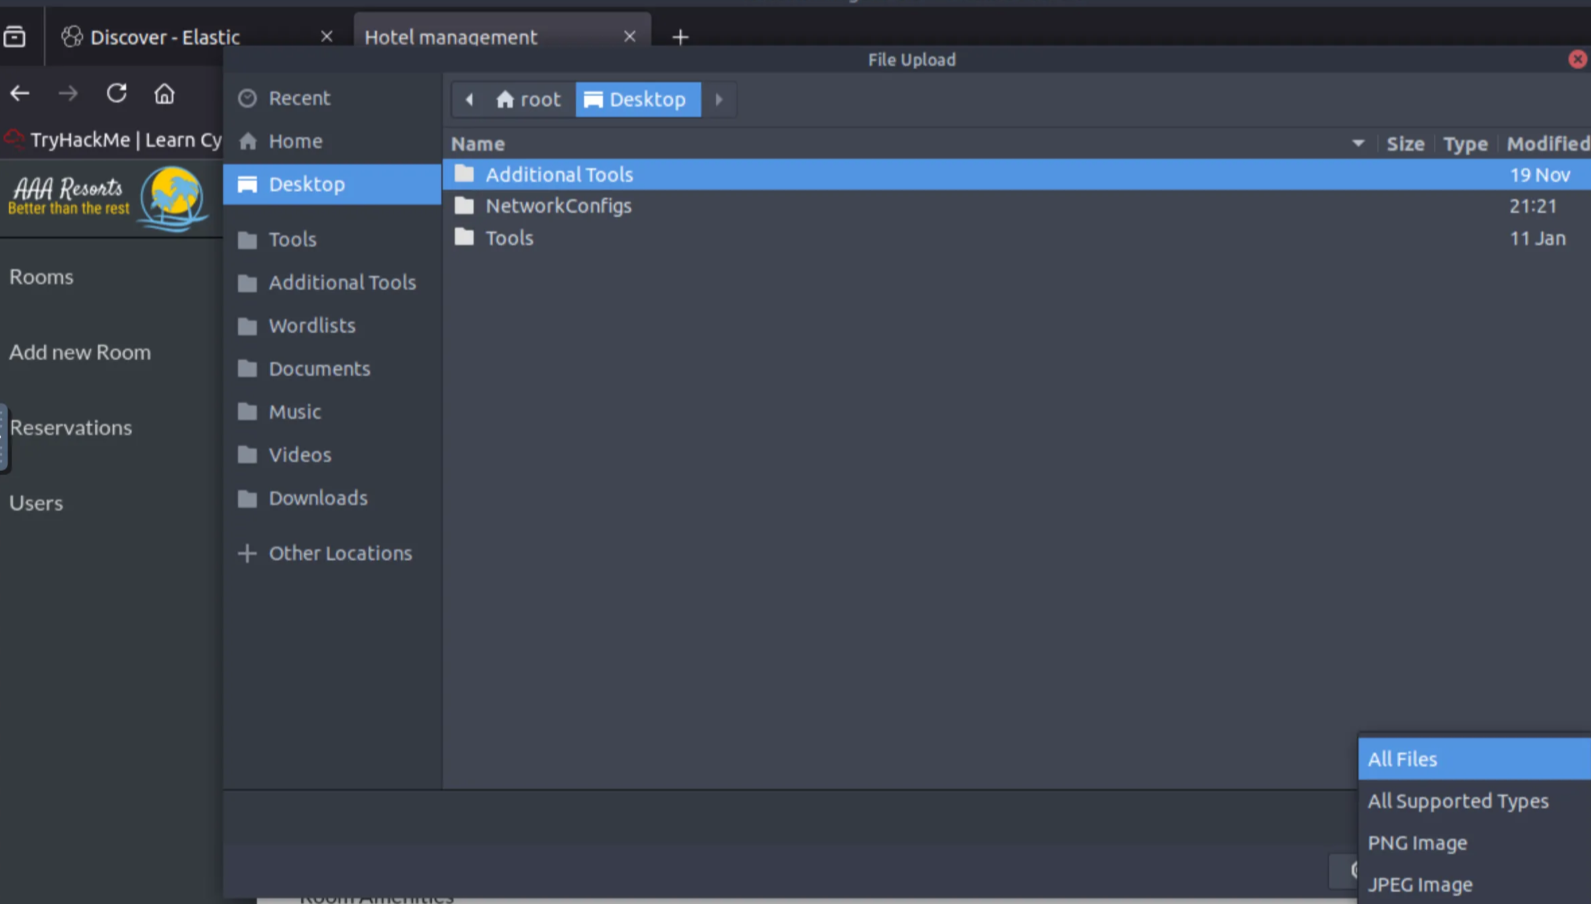 Discover - Elastic
Hotel management
File Upload
TryHackMe | Learn Cy
AAA Resorts
Better than the rest
Rooms
Add new Room
Reservations
Users
Recent
Home
Desktop
Tools
Additional Tools
Wordlists
Documents
Music
Videos
Downloads
Other Locations
root
Desktop
Name Size Type Modified
Additional Tools 19 Nov
NetworkConfigs 21:21
Tools 11 Jan
All Files
All Supported Types
PNG Image
JPEG Image
Room Amenities